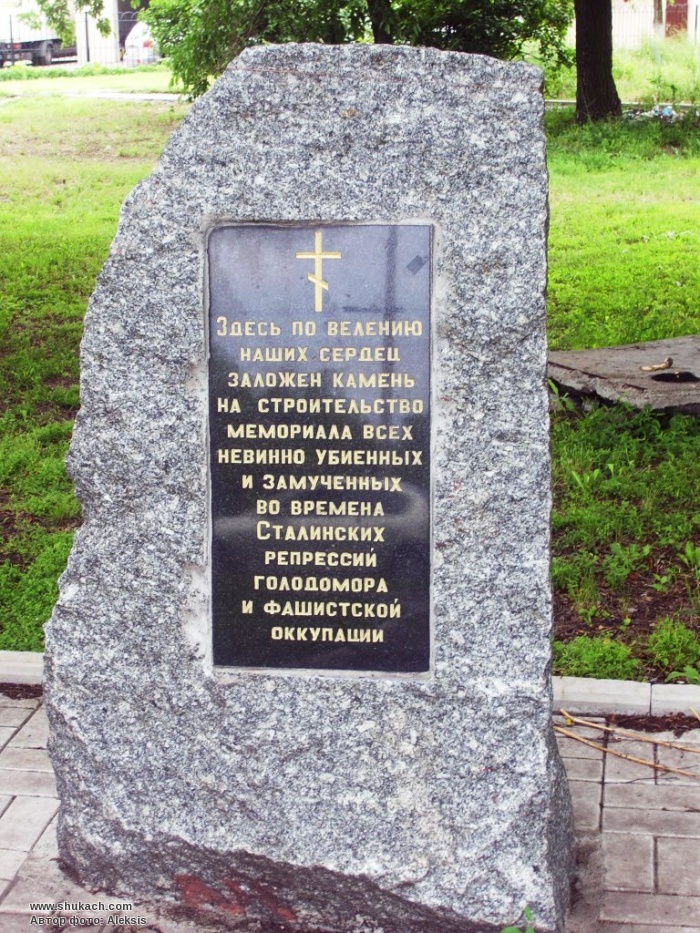 Здесь по велению
наших сердец
заложен камень
на строительство
мемориала всех
невинно убиенных
и замученных
во времена
Сталинских
репрессий
голодомора
и фашистской
оккупации
www.shukach.com
Автор фото: Aleksis